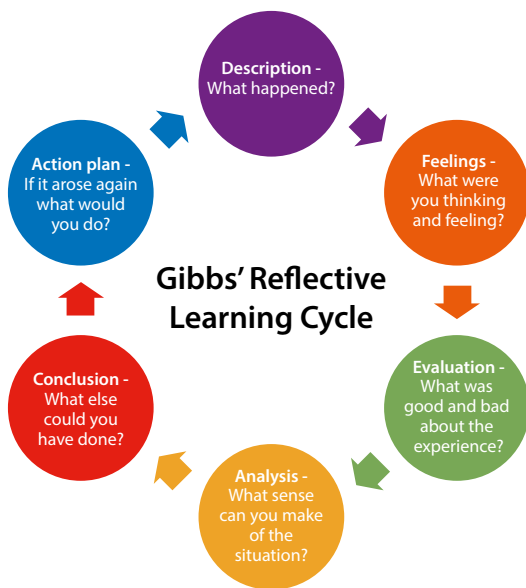 Description -
What happened?
Feelings -
What were
you thinking
and feeling?
Evaluation -
What was
good and bad
about the
experience?
Analysis -
What sense
can you make
of the
situation?
Conclusion -
What else
could you
have done?
Action plan -
If it arose again
what would
you do?
Gibbs’ Reflective
Learning Cycle